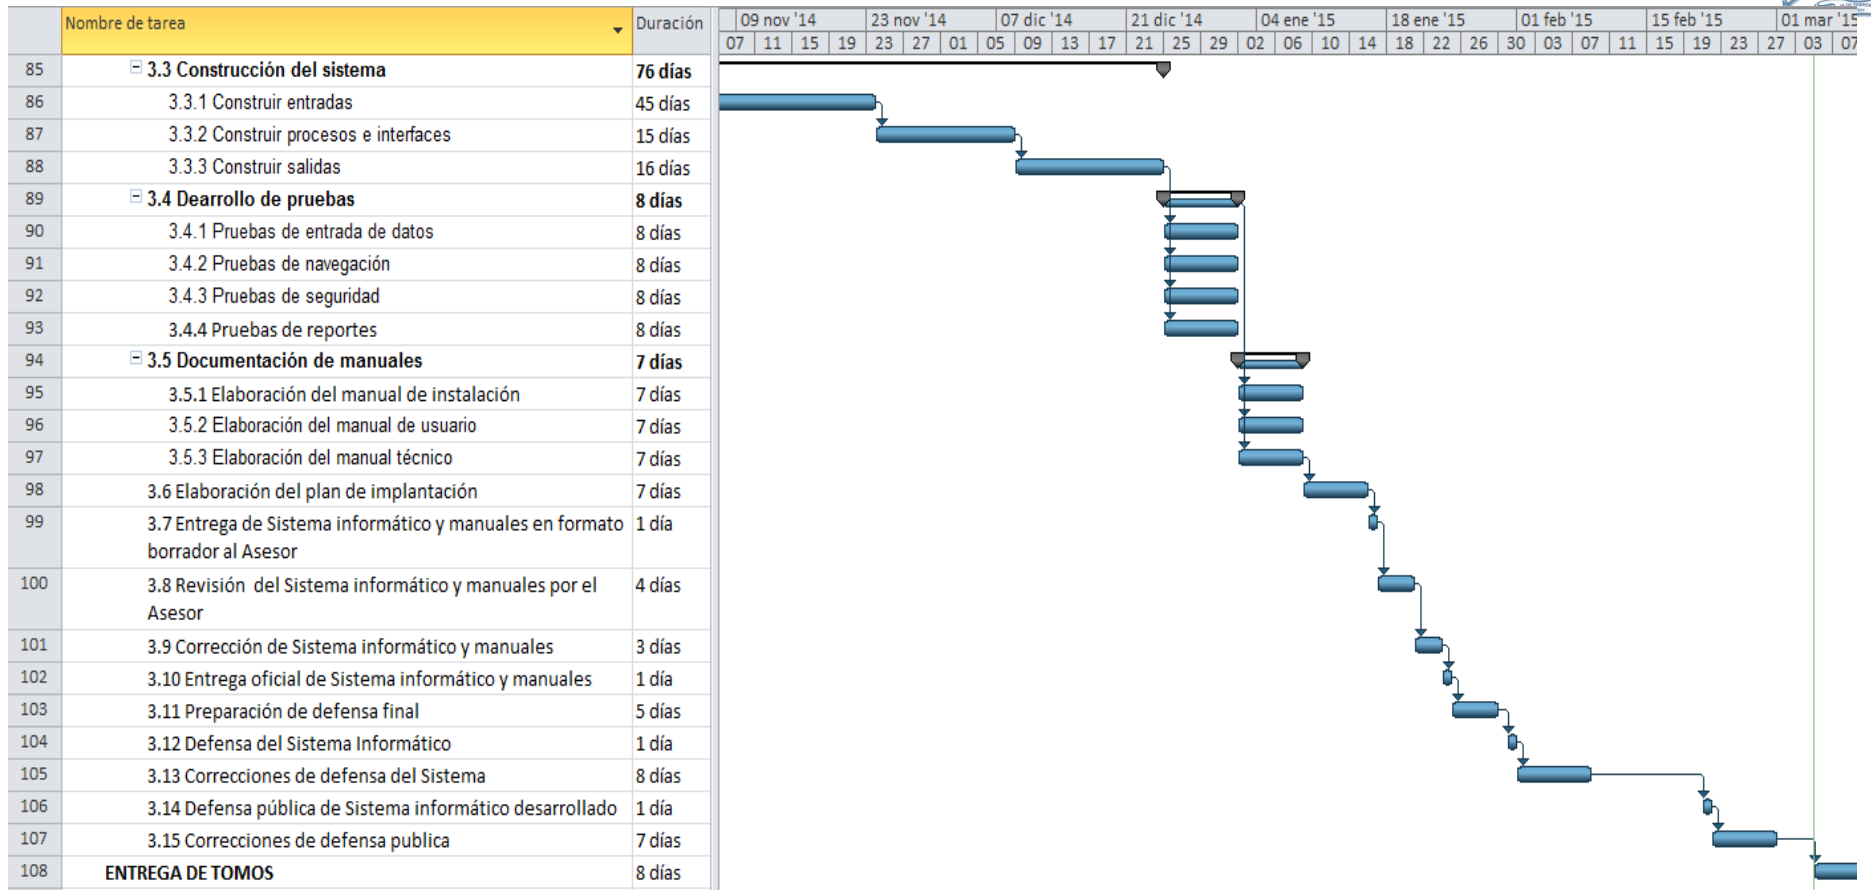 Nombre de tarea Duración 09 nov '14 23 nov '14 07 dic '14 21 dic '14 04 ene '15 18 ene '15 01 feb '15 15 feb '15 01 mar '15
07 11 15 19 23 27 01 05 09 13 17 21 25 29 02 06 10 14 18 22 26 30 03 07 11 15 19 23 27 03 07
85 3.3 Construcción del sistema 76 días
86 3.3.1 Construir entradas 45 días
87 3.3.2 Construir procesos e interfaces 15 días
88 3.3.3 Construir salidas 16 días
89 3.4 Dearrollo de pruebas 8 días
90 3.4.1 Pruebas de entrada de datos 8 días
91 3.4.2 Pruebas de navegación 8 días
92 3.4.3 Pruebas de seguridad 8 días
93 3.4.4 Pruebas de reportes 8 días
94 3.5 Documentación de manuales 7 días
95 3.5.1 Elaboración del manual de instalación 7 días
96 3.5.2 Elaboración del manual de usuario 7 días
97 3.5.3 Elaboración del manual técnico 7 días
98 3.6 Elaboración del plan de implantación 7 días
99 3.7 Entrega de Sistema informático y manuales en formato 1 día
borrador al Asesor
100 3.8 Revisión del Sistema informático y manuales por el 4 días
Asesor
101 3.9 Corrección de Sistema informático y manuales 3 días
102 3.10 Entrega oficial de Sistema informático y manuales 1 día
103 3.11 Preparación de defensa final 5 días
104 3.12 Defensa del Sistema Informático 1 día
105 3.13 Correcciones de defensa del Sistema 8 días
106 3.14 Defensa pública de Sistema informático desarrollado 1 día
107 3.15 Correcciones de defensa publica 7 días
108 ENTREGA DE TOMOS 8 días